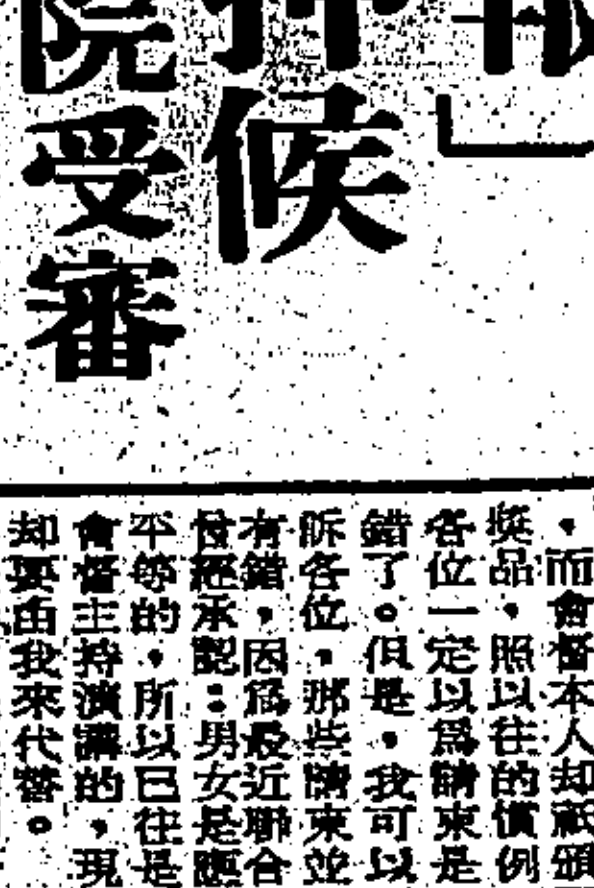 」
候
院受審
，而會督本人却祇頒
獎品，照以往的慣例
各位一定以爲請柬是
錯了。但是，我可以
訴各位，那些請柬並
有錯，因爲最近聯合
曾經承認：男女是應
平等的，所以已往是
會督主持演講的，現
却要由我來代替。